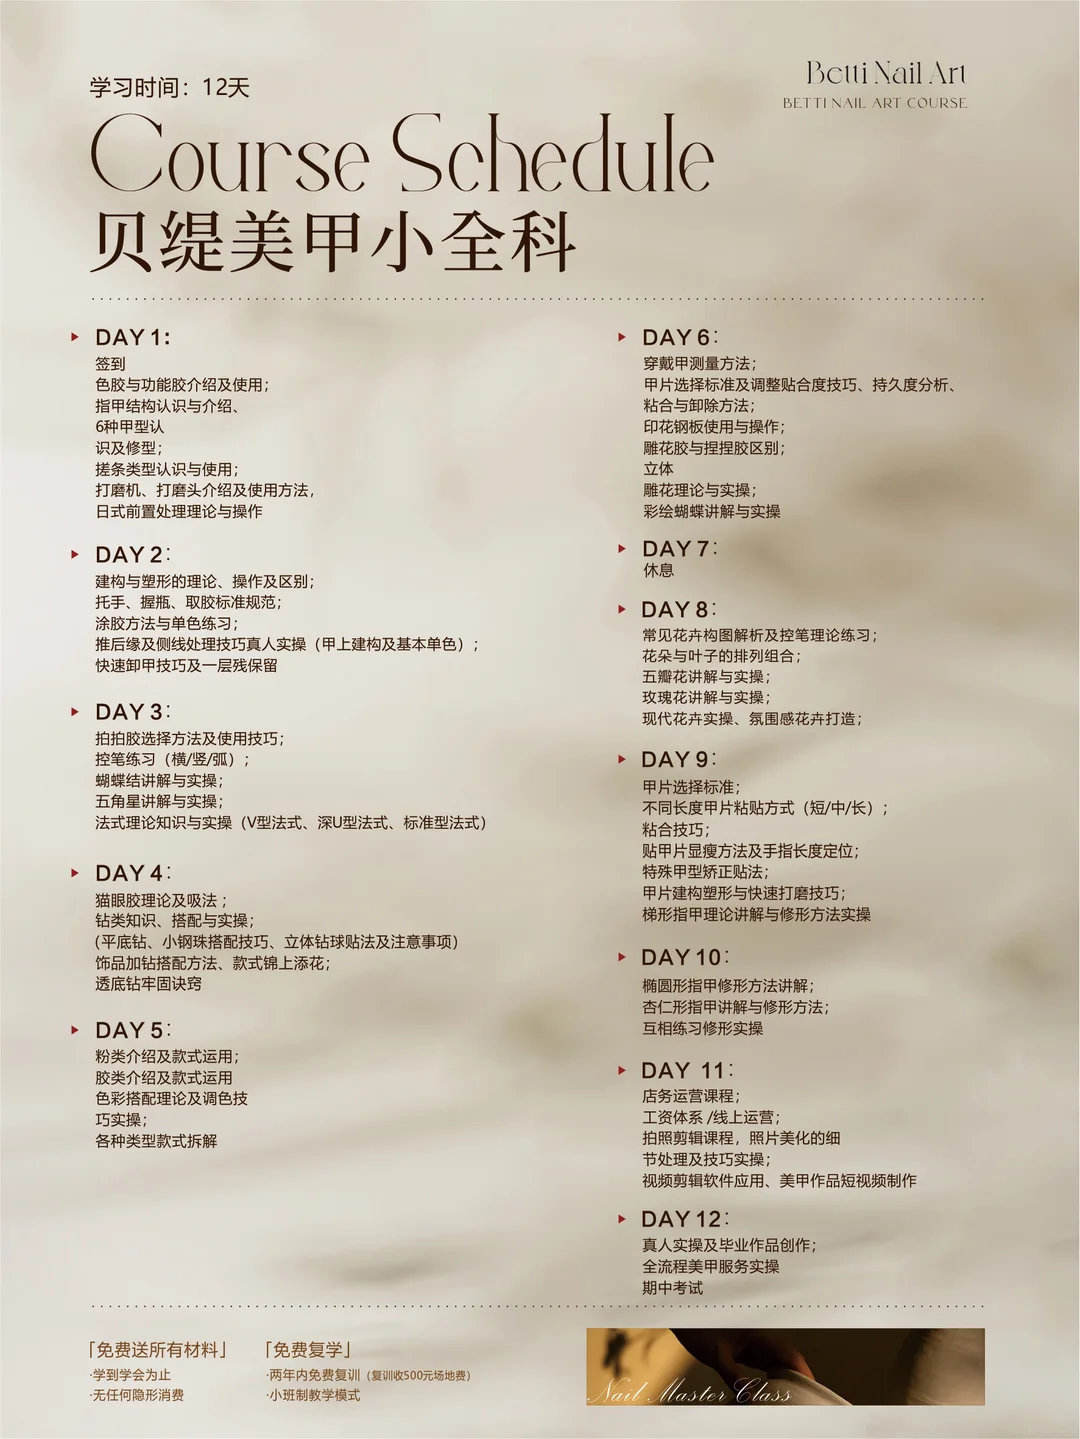 学习时间：12天
Betti Nail Art
BETTI NAIL ART COURSE
Course Schedule
贝缇美甲小全科
DAY 1:
签到
色胶与功能胶介绍及使用；
指甲结构认识与介绍、
6种甲型认
识及修型；
搓条类型认识与使用；
打磨机、打磨头介绍及使用方法，
日式前置处理理论与操作
DAY 2：
建构与塑形的理论、操作及区别；
托手、握瓶、取胶标准规范；
涂胶方法与单色练习；
推后缘及侧线处理技巧真人实操（甲上建构及基本单色）；
快速卸甲技巧及一层残保留
DAY 3：
拍拍胶选择方法及使用技巧；
控笔练习（横/竖/弧）；
蝴蝶结讲解与实操；
五角星讲解与实操；
法式理论知识与实操（V型法式、深U型法式、标准型法式）
DAY 4：
猫眼胶理论及吸法；
钻类知识、搭配与实操；
（平底钻、小钢珠搭配技巧、立体钻球贴法及注意事项）
饰品加钻搭配方法、款式锦上添花；
透底钻牢固诀窍
DAY 5：
粉类介绍及款式运用；
胶类介绍及款式运用
色彩搭配理论及调色技
巧实操；
各种类型款式拆解
DAY 6：
穿戴甲测量方法；
甲片选择标准及调整贴合度技巧、持久度分析、
粘合与卸除方法；
印花钢板使用与操作；
雕花胶与捏捏胶区别；
立体
雕花理论与实操；
彩绘蝴蝶讲解与实操
DAY 7：
休息
DAY 8：
常见花卉构图解析及控笔理论练习；
花朵与叶子的排列组合；
五瓣花讲解与实操；
玫瑰花讲解与实操；
现代花卉实操、氛围感花卉打造；
DAY 9：
甲片选择标准；
不同长度甲片粘贴方式（短/中/长）；
粘合技巧；
贴甲片显瘦方法及手指长度定位；
特殊甲型矫正贴法；
甲片建构塑形与快速打磨技巧；
梯形指甲理论讲解与修形方法实操
DAY 10：
椭圆形指甲修形方法讲解；
杏仁形指甲讲解与修形方法；
互相练习修形实操
DAY 11：
店务运营课程；
工资体系 /线上运营；
拍照剪辑课程，照片美化的细
节处理及技巧实操；
视频剪辑软件应用、美甲作品短视频制作
DAY 12：
真人实操及毕业作品创作；
全流程美甲服务实操
期中考试
「免费送所有材料」
·学到学会为止
·无任何隐形消费
「免费复学」
·两年内免费复训（复训收500元场地费）
·小班制教学模式
Nail Master Class